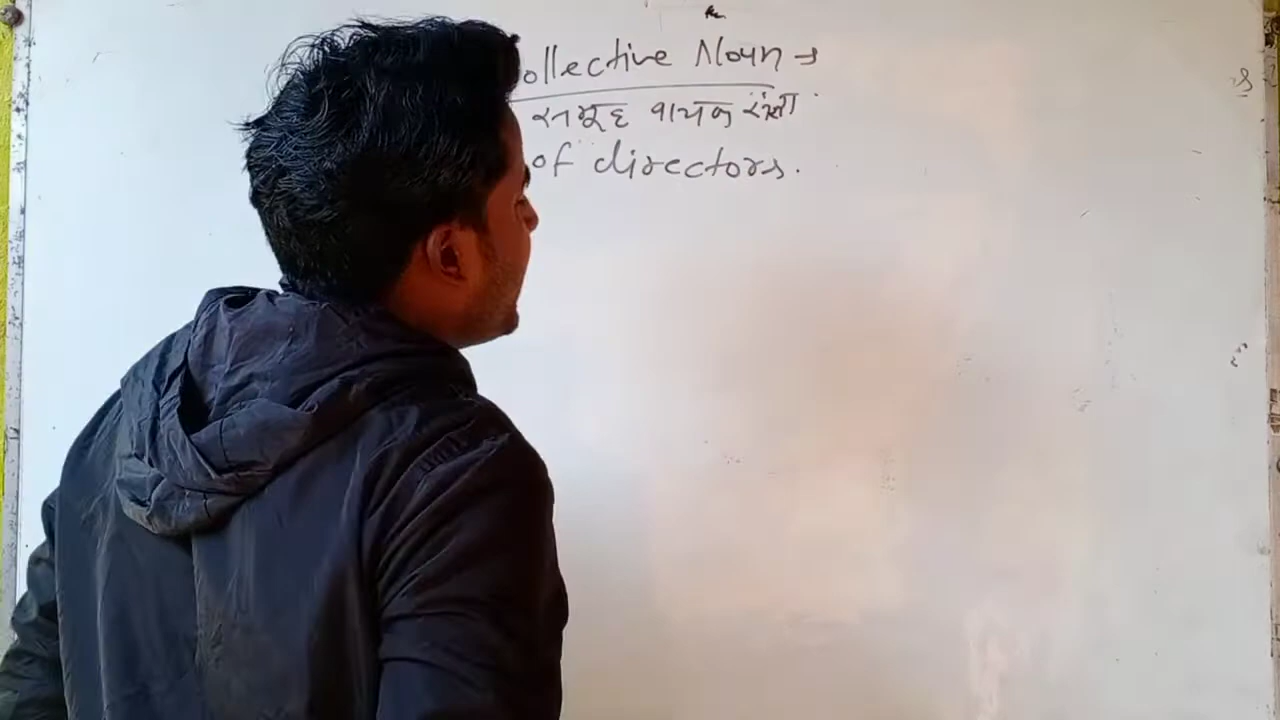 ollective Noun →
समूह वाचक संज्ञा
of directors.